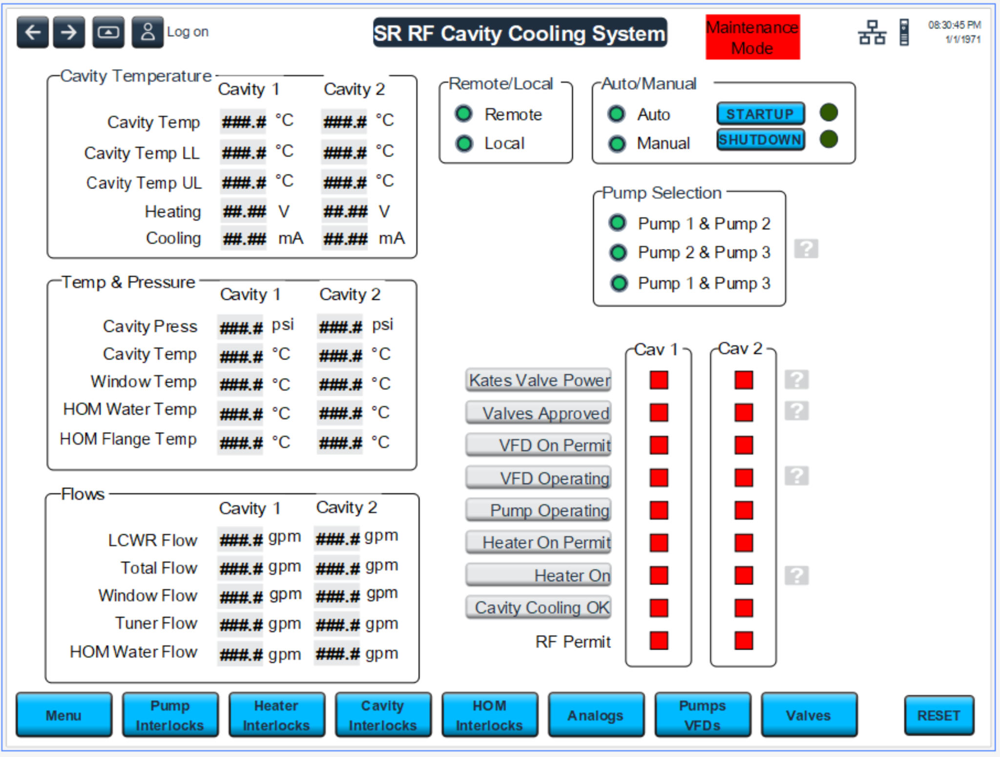 Log on
SR RF Cavity Cooling System
Maintenance
Mode
08:30:45 PM
1/1/1971
Cavity Temperature
Cavity 1 Cavity 2
Cavity Temp ###.# °C ###.# °C
Cavity Temp LL ###.# °C ###.# °C
Cavity Temp UL ###.# °C ###.# °C
Heating ##.## V ##.## V
Cooling ##.## mA ##.## mA
Remote/Local
Remote
Local
Auto/Manual
Auto STARTUP
Manual SHUTDOWN
Pump Selection
Pump 1 & Pump 2
Pump 2 & Pump 3
?
Pump 1 & Pump 3
Temp & Pressure
Cavity 1 Cavity 2
Cavity Press ###.# psi ###.# psi
Cavity Temp ###.# °C ###.# °C
Window Temp ###.# °C ###.# °C
HOM Water Temp ###.# °C ###.# °C
HOM Flange Temp ###.# °C ###.# °C
Flows
Cavity 1 Cavity 2
LCWR Flow ###.# gpm ###.# gpm
Total Flow ###.# gpm ###.# gpm
Window Flow ###.# gpm ###.# gpm
Tuner Flow ###.# gpm ###.# gpm
HOM Water Flow ###.# gpm ###.# gpm
Cav 1 Cav 2
Kates Valve Power ?
Valves Approved ?
VFD On Permit
VFD Operating ?
Pump Operating
Heater On Permit
Heater On ?
Cavity Cooling OK
RF Permit
Menu
Pump
Interlocks
Heater
Interlocks
Cavity
Interlocks
HOM
Interlocks
Analogs
Pumps
VFDs
Valves
RESET